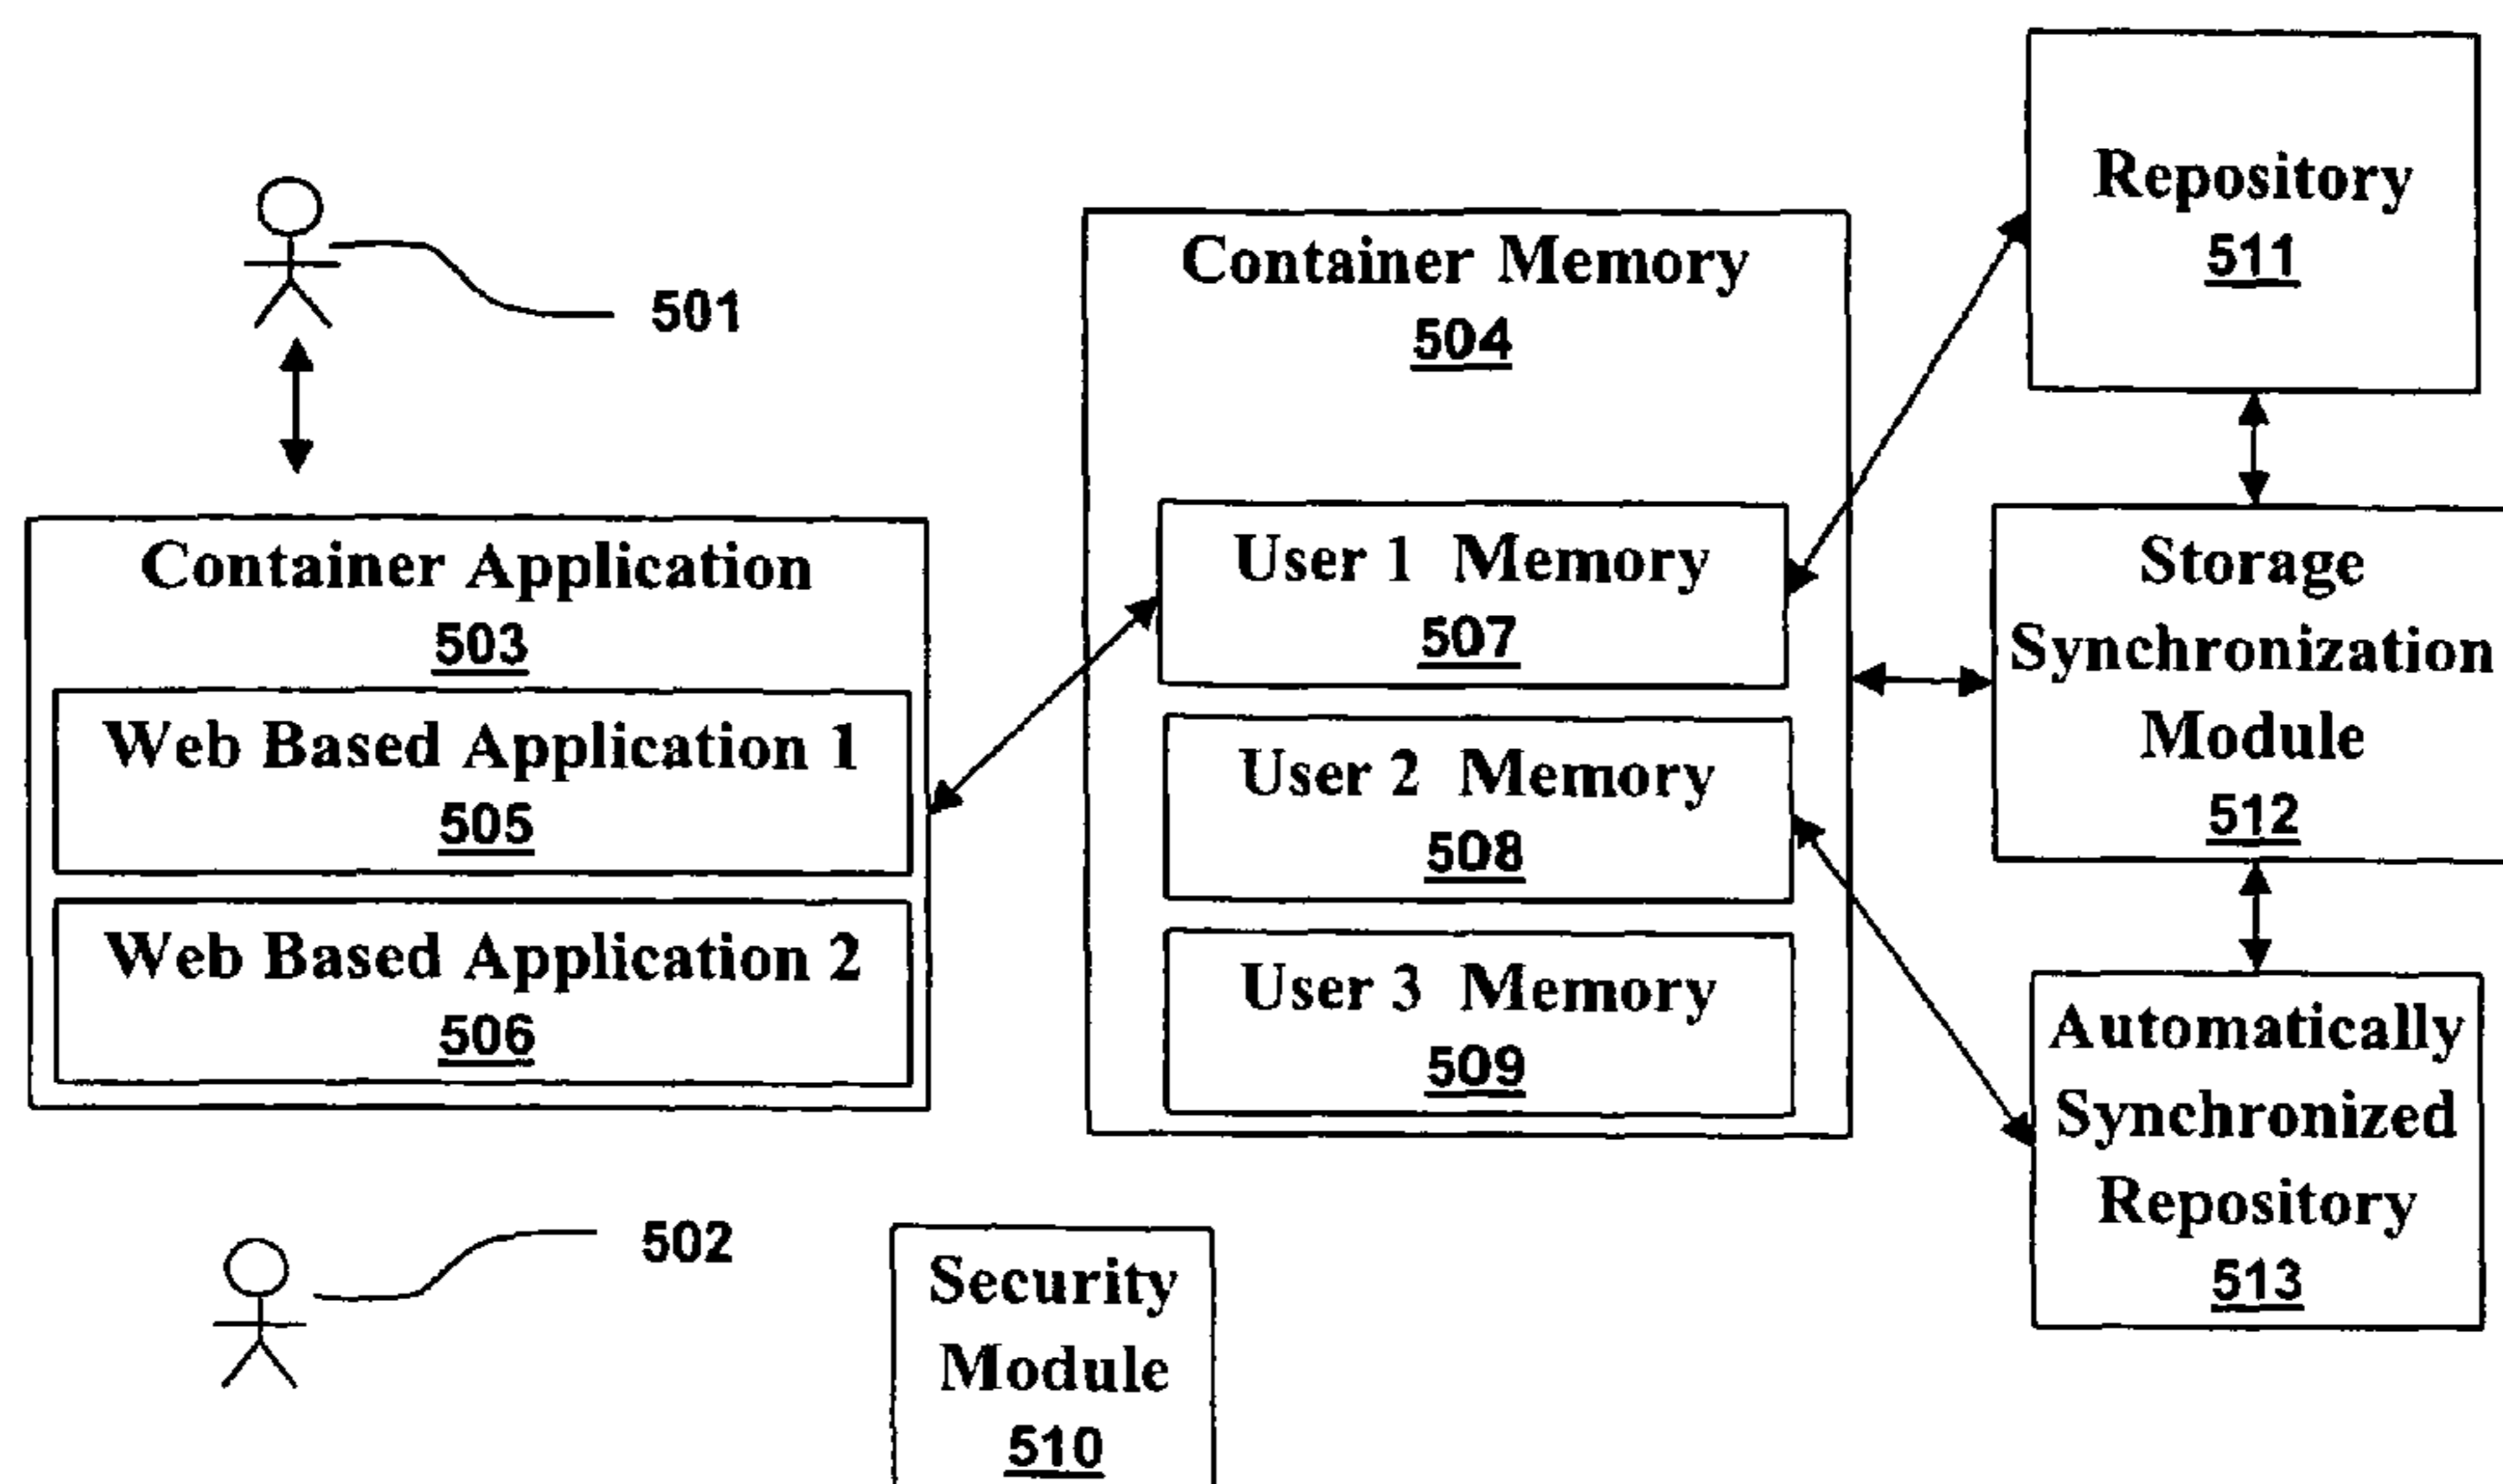 501
Container Application
503
Web Based Application 1
505
Web Based Application 2
506
502
Container Memory
504
User 1 Memory
507
User 2 Memory
508
User 3 Memory
509
Security
Module
510
Repository
511
Storage
Synchronization
Module
512
Automatically
Synchronized
Repository
513